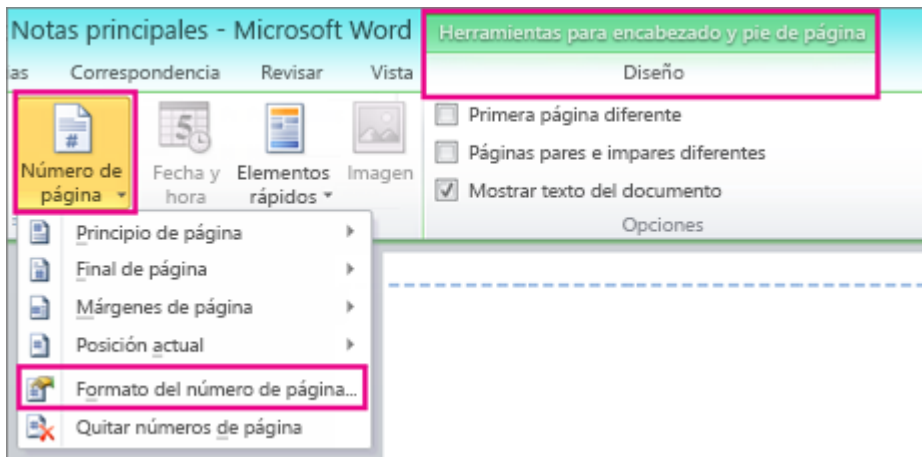 Notas principales - Microsoft Word
Herramientas para encabezado y pie de página
as Correspondencia Revisar Vista Diseño
Número de página
Fecha y hora
Elementos rápidos
Imagen
Primera página diferente
Páginas pares e impares diferentes
Mostrar texto del documento
Opciones
Principio de página
Final de página
Márgenes de página
Posición actual
Formato del número de página...
Quitar números de página